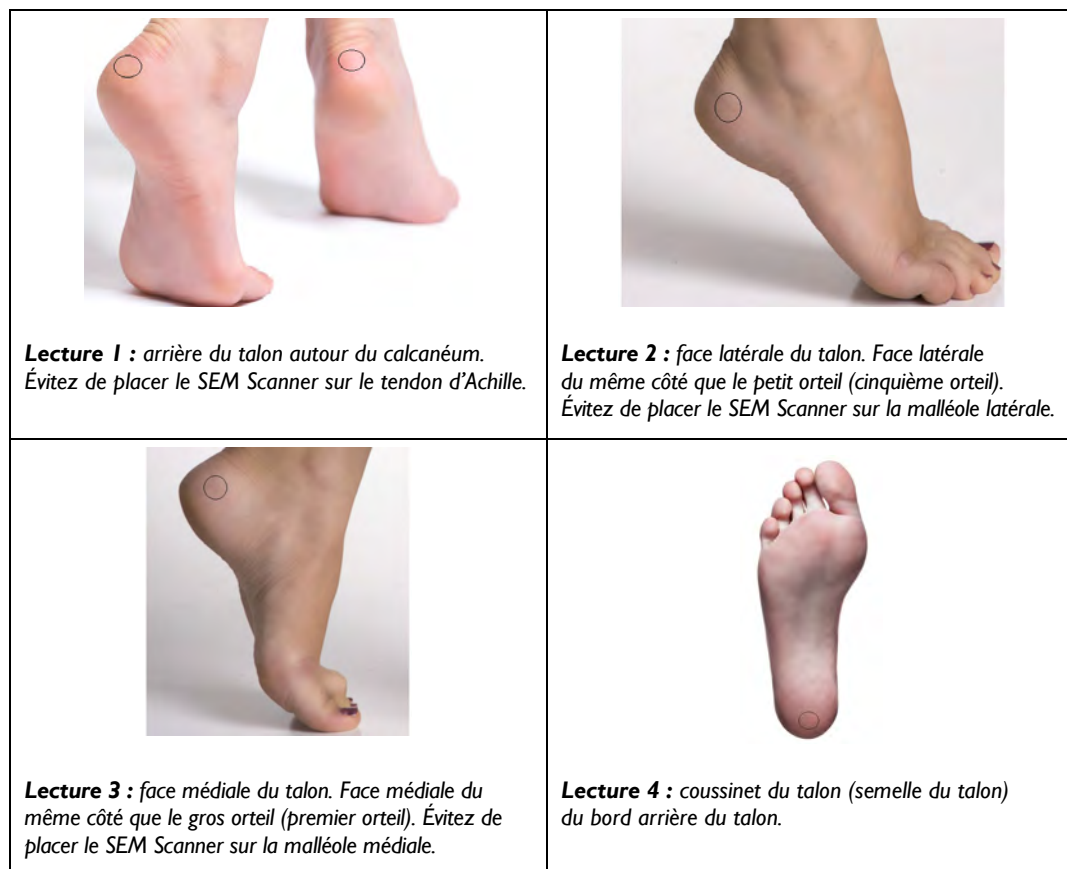 Lecture 1 : arrière du talon autour du calcanéum.
Évitez de placer le SEM Scanner sur le tendon d’Achille.
Lecture 2 : face latérale du talon. Face latérale
du même côté que le petit orteil (cinquième orteil).
Évitez de placer le SEM Scanner sur la malléole latérale.
Lecture 3 : face médiale du talon. Face médiale du
même côté que le gros orteil (premier orteil). Évitez de
placer le SEM Scanner sur la malléole médiale.
Lecture 4 : coussinet du talon (semelle du talon)
du bord arrière du talon.